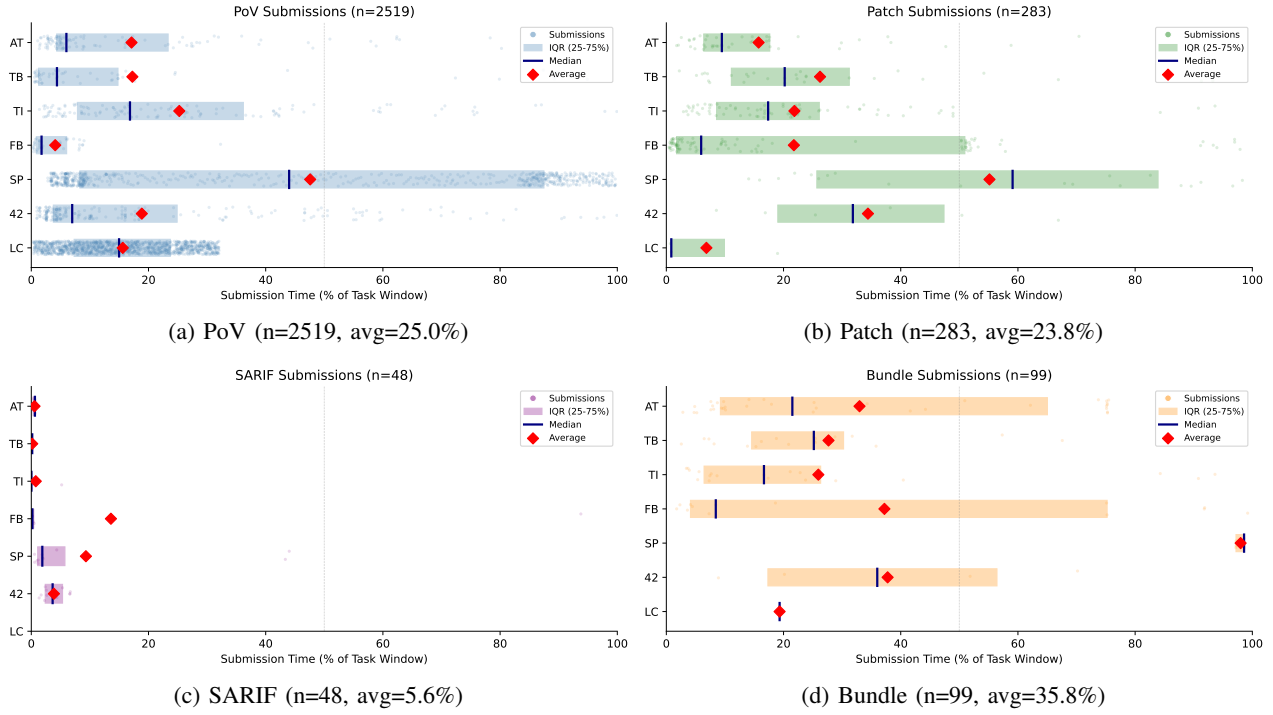 PoV Submissions (n=2519)
AT
TB
TI
FB
SP
42
LC
Submissions
IQR (25-75%)
Median
Average
0 20 40 60 80 100
Submission Time (% of Task Window)
(a) PoV (n=2519, avg=25.0%)
Patch Submissions (n=283)
AT
TB
TI
FB
SP
42
LC
Submissions
IQR (25-75%)
Median
Average
0 20 40 60 80 100
Submission Time (% of Task Window)
(b) Patch (n=283, avg=23.8%)
SARIF Submissions (n=48)
AT
TB
TI
FB
SP
42
LC
Submissions
IQR (25-75%)
Median
Average
0 20 40 60 80 100
Submission Time (% of Task Window)
(c) SARIF (n=48, avg=5.6%)
Bundle Submissions (n=99)
AT
TB
TI
FB
SP
42
LC
Submissions
IQR (25-75%)
Median
Average
0 20 40 60 80 100
Submission Time (% of Task Window)
(d) Bundle (n=99, avg=35.8%)